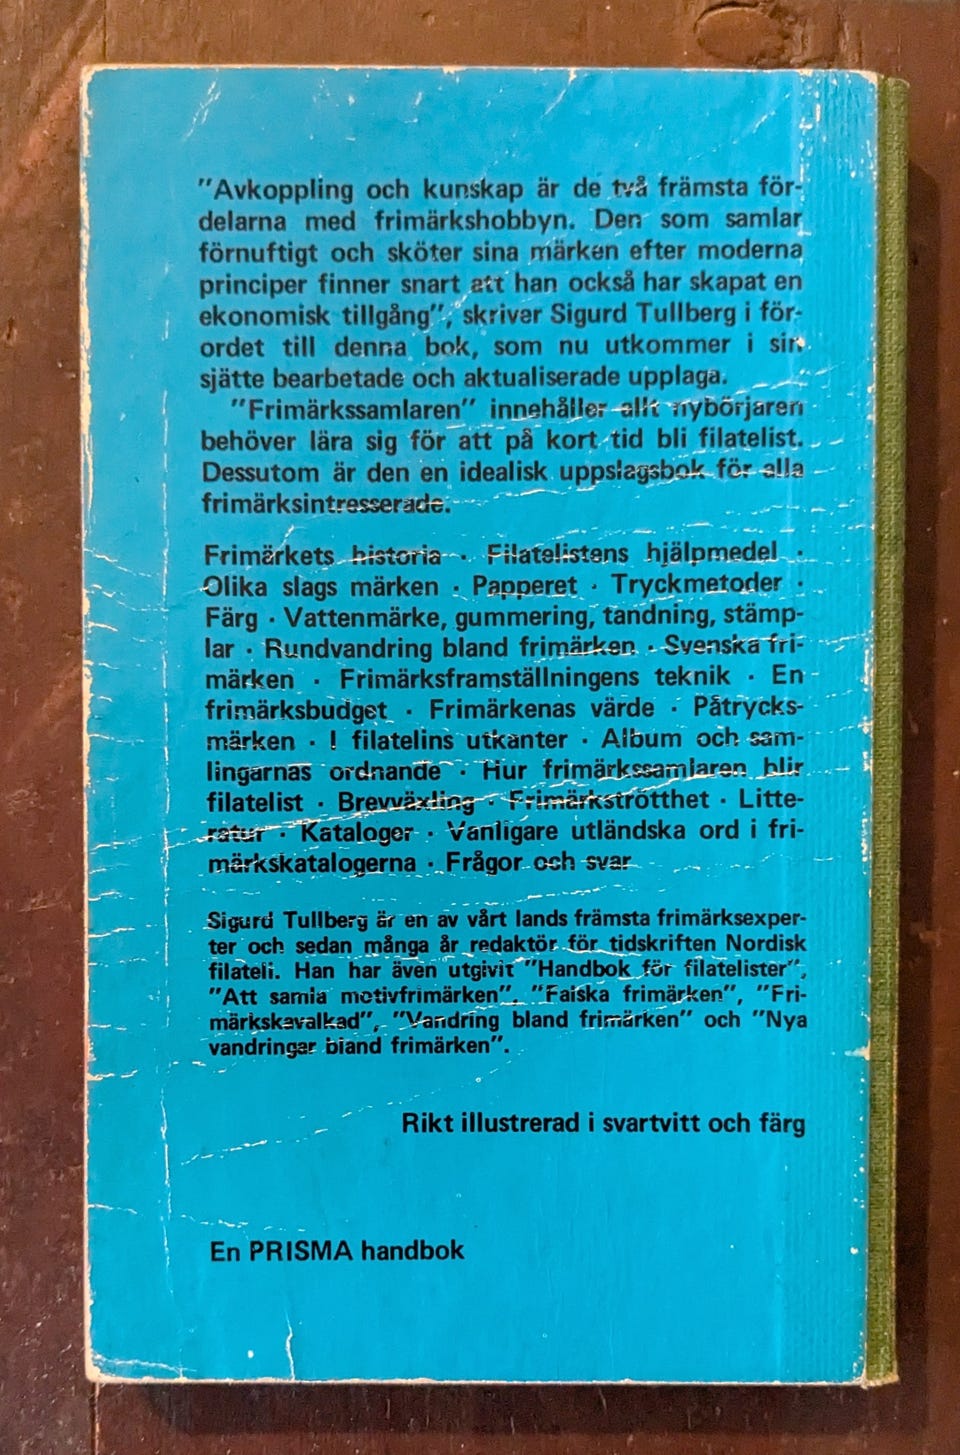 "Avkoppling och kunskap är de två främsta för-
delarna med frimärkshobbyn. Den som samlar
förnuftigt och sköter sina märken efter moderna
principer finner snart att han också har skapat en
ekonomisk tillgång", skriver Sigurd Tullberg i för-
ordet till denna bok, som nu utkommer i sin
sjätte bearbetade och aktualiserade upplaga.
"Frimärkssamlaren" innehåller allt nybörjaren
behöver lära sig för att på kort tid bli filatelist.
Dessutom är den en idealisk uppslagsbok för alla
frimärksintresserade.
Frimärkets historia · Filatelistens hjälpmedel ·
Olika slags märken · Papperet · Tryckmetoder ·
Färg · Vattenmärke, gummering, tandning, stämp-
lar · Rundvandring bland frimärken · Svenska fri-
märken · Frimärksframställningens teknik · En
frimärksbudget · Frimärkenas värde · Påtrycks-
märken · I filatelins utkanter · Album och sam-
lingarnas ordnande · Hur frimärkssamlaren blir
filatelist · Brevväxling · Frimärkströtthet · Litte-
ratur · Kataloger · Vanligare utländska ord i fri-
märkskatalogerna · Frågor och svar
Sigurd Tullberg är en av vårt lands främsta frimärksexper-
ter och sedan många år redaktör för tidskriften Nordisk
filateli. Han har även utgivit "Handbok för filatelister",
"Att samla motivfrimärken", "Falska frimärken", "Fri-
märkskavalkad", "Vandring bland frimärken" och "Nya
vandringar bland frimärken".
Rikt illustrerad i svartvitt och färg
En PRISMA handbok